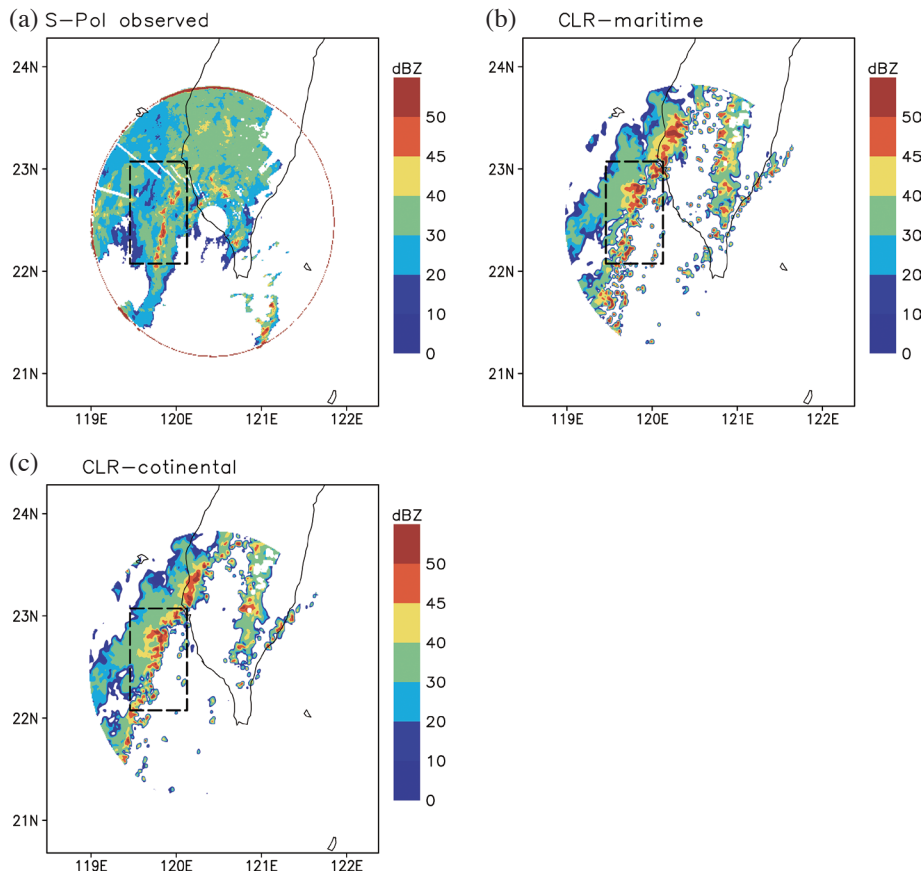 (a) S-Pol observed
24N
23N
22N
21N
119E 120E 121E 122E
dBZ
50
45
40
30
20
10
0
(b) CLR-maritime
24N
23N
22N
21N
119E 120E 121E 122E
dBZ
50
45
40
30
20
10
0
(c) CLR-cotinental
24N
23N
22N
21N
119E 120E 121E 122E
dBZ
50
45
40
30
20
10
0